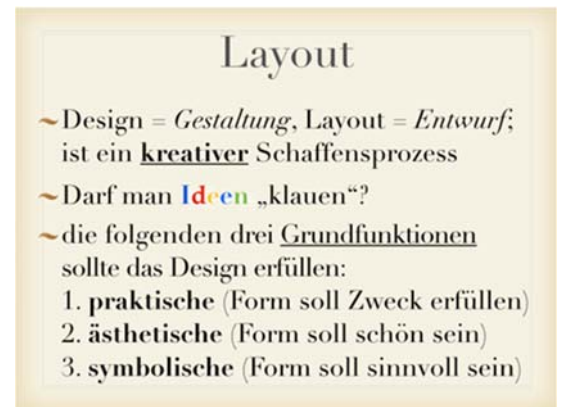 Layout
~Design = Gestaltung, Layout = Entwurf;
ist ein kreativer Schaffensprozess
~Darf man Ideen „klauen“?
~die folgenden drei Grundfunktionen
sollte das Design erfüllen:
1. praktische (Form soll Zweck erfüllen)
2. ästhetische (Form soll schön sein)
3. symbolische (Form soll sinnvoll sein)